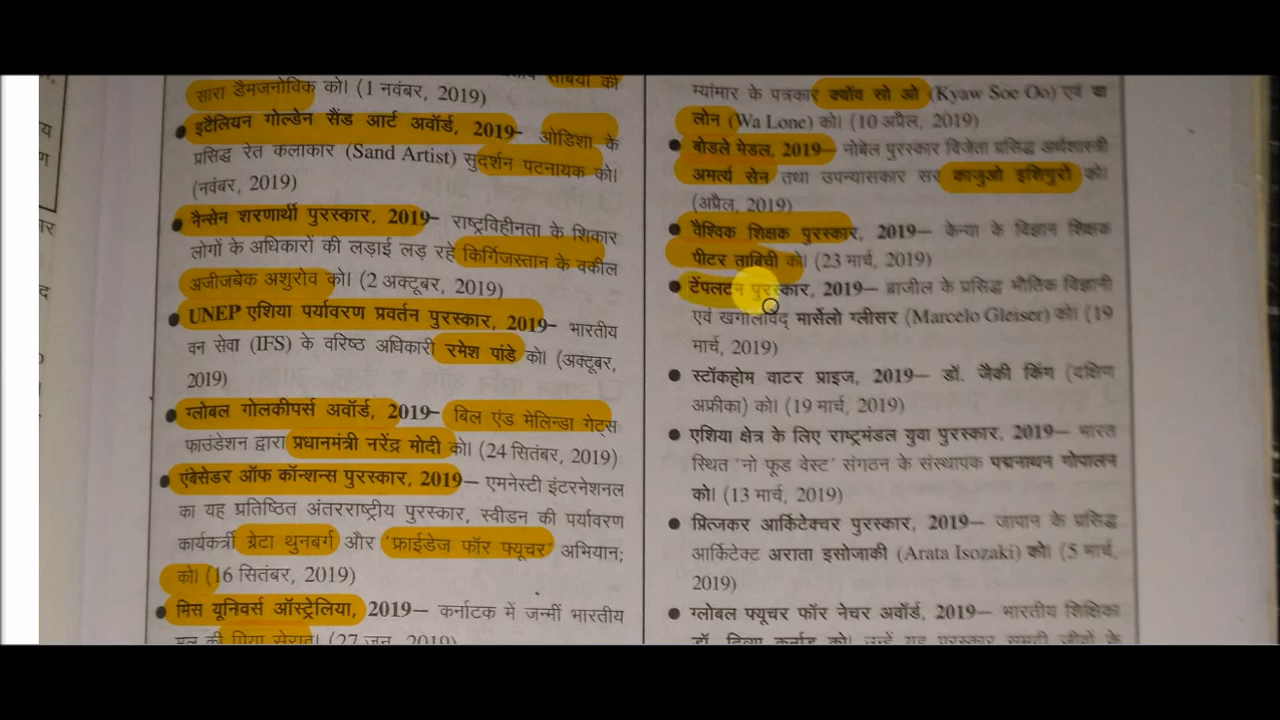 सारा डैमजनोविक को। (1 नवंबर, 2019)
● इटैलियन गोल्डेन सैंड आर्ट अवॉर्ड, 2019– ओडिशा के
प्रसिद्ध रेत कलाकार (Sand Artist) सुदर्शन पटनायक को।
(नवंबर, 2019)
● नैन्सेन शरणार्थी पुरस्कार, 2019– राष्ट्रविहीनता के शिकार
लोगों के अधिकारों की लड़ाई लड़ रहे किर्गिजस्तान के वकील
अजीजबेक अशुरोव को। (2 अक्टूबर, 2019)
● UNEP एशिया पर्यावरण प्रवर्तन पुरस्कार, 2019– भारतीय
वन सेवा (IFS) के वरिष्ठ अधिकारी रमेश पांडे को। (अक्टूबर,
2019)
● ग्लोबल गोलकीपर्स अवॉर्ड, 2019– बिल एंड मेलिन्डा गेट्स
फाउंडेशन द्वारा प्रधानमंत्री नरेंद्र मोदी को। (24 सितंबर, 2019)
● एंबेसेडर ऑफ कॉन्शन्स पुरस्कार, 2019– एमनेस्टी इंटरनेशनल
का यह प्रतिष्ठित अंतरराष्ट्रीय पुरस्कार, स्वीडन की पर्यावरण
कार्यकर्त्री ग्रेटा थुनबर्ग और 'फ्राईडेज फॉर फ्यूचर' अभियान;
को। (16 सितंबर, 2019)
● मिस यूनिवर्स ऑस्ट्रेलिया, 2019– कर्नाटक में जन्मीं भारतीय
मूल की प्रिया सेराव। (27 जून, 2019)
म्यांमार के पत्रकार क्यॉव सो ओ (Kyaw Soe Oo) एवं वा
लोन (Wa Lone) को। (10 अप्रैल, 2019)
● बोडले मेडल, 2019– नोबेल पुरस्कार विजेता प्रसिद्ध अर्थशास्त्री
अमर्त्य सेन तथा उपन्यासकार सर काजुओ इशिगुरो को।
(अप्रैल, 2019)
● वैश्विक शिक्षक पुरस्कार, 2019– केन्या के विज्ञान शिक्षक
पीटर ताबिची को। (23 मार्च, 2019)
● टेंपलटन पुरस्कार, 2019– ब्राजील के प्रसिद्ध भौतिक विज्ञानी
एवं खगोलविद् मार्सेलो ग्लीसर (Marcelo Gleiser) को। (19
मार्च, 2019)
● स्टॉकहोम वाटर प्राइज, 2019– डॉ. जैकी किंग (दक्षिण
अफ्रीका) को। (19 मार्च, 2019)
● एशिया क्षेत्र के लिए राष्ट्रमंडल युवा पुरस्कार, 2019– भारत
स्थित 'नो फूड वेस्ट' संगठन के संस्थापक पद्मनाथन गोपालन
को। (13 मार्च, 2019)
● प्रित्जकर आर्किटेक्चर पुरस्कार, 2019– जापान के प्रसिद्ध
आर्किटेक्ट अराता इसोजाकी (Arata Isozaki) को। (5 मार्च,
2019)
● ग्लोबल फ्यूचर फॉर नेचर अवॉर्ड, 2019– भारतीय शिक्षिका
डॉ. दिव्या कर्नाड को। उन्हें यह पुरस्कार समुद्री जीवों के